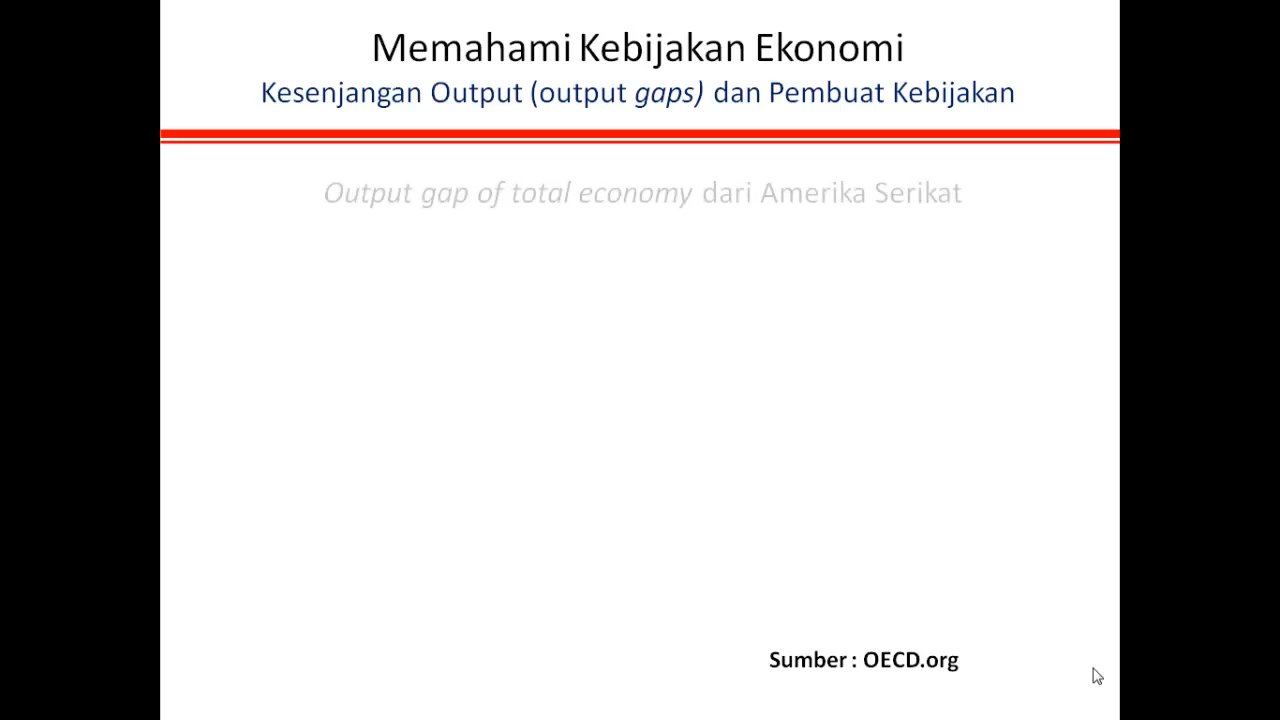 Memahami Kebijakan Ekonomi
Kesenjangan Output (output gaps) dan Pembuat Kebijakan
Output gap of total economy dari Amerika Serikat
Sumber : OECD.org